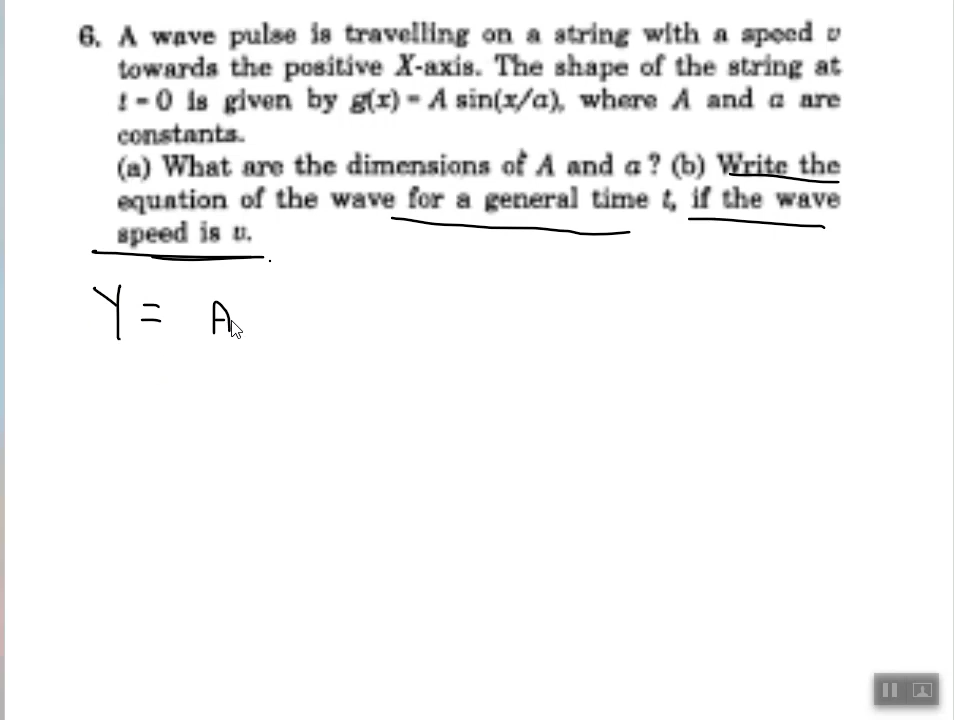 6. A wave pulse is travelling on a string with a speed v
towards the positive X-axis. The shape of the string at
t = 0 is given by g(x) = A sin(x/a), where A and a are
constants.
(a) What are the dimensions of A and a? (b) Write the
equation of the wave for a general time t, if the wave
speed is v.
Y = A